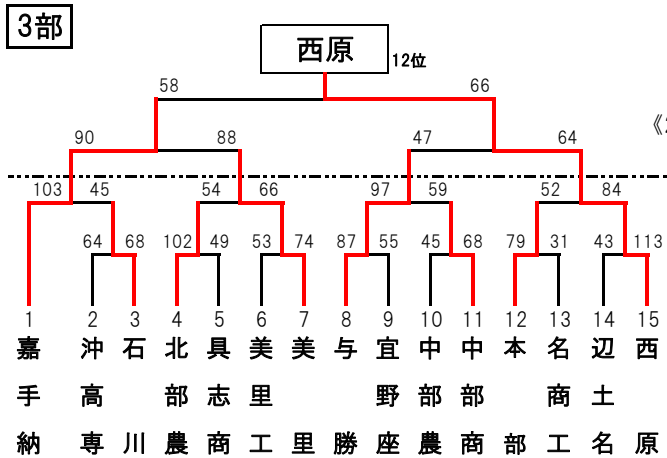 3部
西原
12位
58 66
90 88 47 64
《2
103 45 54 66 97 59 52 84
64 68 102 49 53 74 87 55 45 68 79 31 43 113
1 2 3 4 5 6 7 8 9 10 11 12 13 14 15
嘉手納
沖高専
石川
北部農
具志商
美里工
美里
与勝
宜野座
中部農
中部商
本部
名商工
辺土名
西原